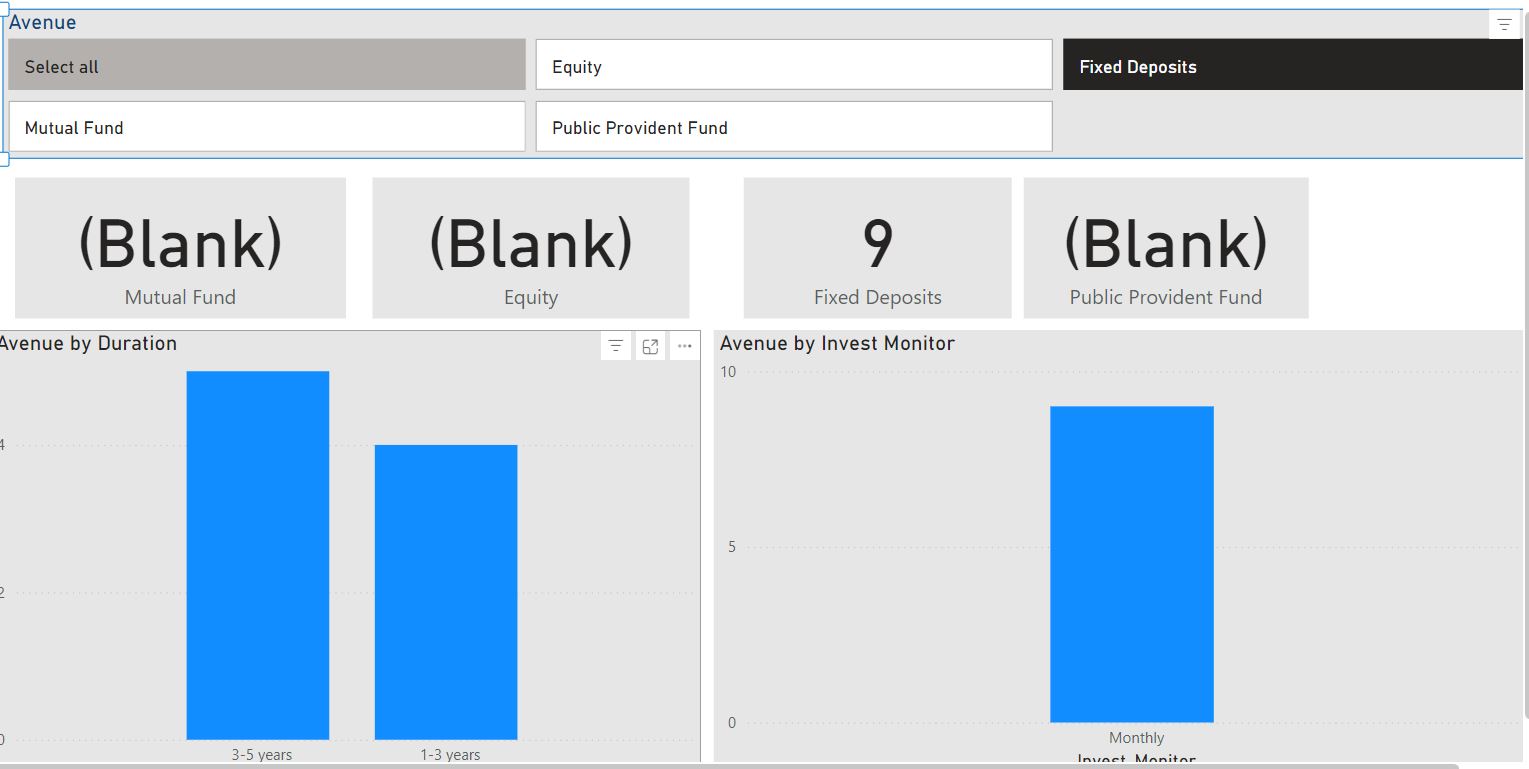 Avenue
Select all
Equity
Fixed Deposits
Mutual Fund
Public Provident Fund
(Blank)
Mutual Fund
(Blank)
Equity
9
Fixed Deposits
(Blank)
Public Provident Fund
Avenue by Duration
4
2
0
3-5 years
1-3 years
Avenue by Invest Monitor
10
5
0
Monthly
Invest_Monitor